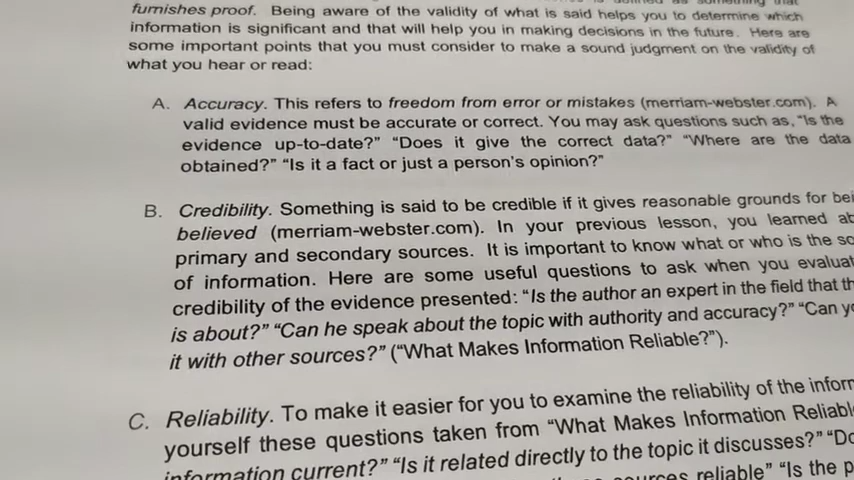 furnishes proof. Being aware of the validity of what is said helps you to determine which
information is significant and that will help you in making decisions in the future. Here are
some important points that you must consider to make a sound judgment on the validity of
what you hear or read:
A. Accuracy. This refers to freedom from error or mistakes (merriam-webster.com). A
valid evidence must be accurate or correct. You may ask questions such as, “Is the
evidence up-to-date?” “Does it give the correct data?” “Where are the data
obtained?” “Is it a fact or just a person’s opinion?”
B. Credibility. Something is said to be credible if it gives reasonable grounds for
believed (merriam-webster.com). In your previous lesson, you learned
primary and secondary sources. It is important to know what or who is the
of information. Here are some useful questions to ask when you
credibility of the evidence presented: “Is the author an expert in the field that
is about?” “Can he speak about the topic with authority and accuracy?” “Can
it with other sources?” (“What Makes Information Reliable?”).
C. Reliability. To make it easier for you to examine the reliability of the
yourself these questions taken from “What Makes Information
information current?” “Is it related directly to the topic it discusses?”
sources reliable” “Is the